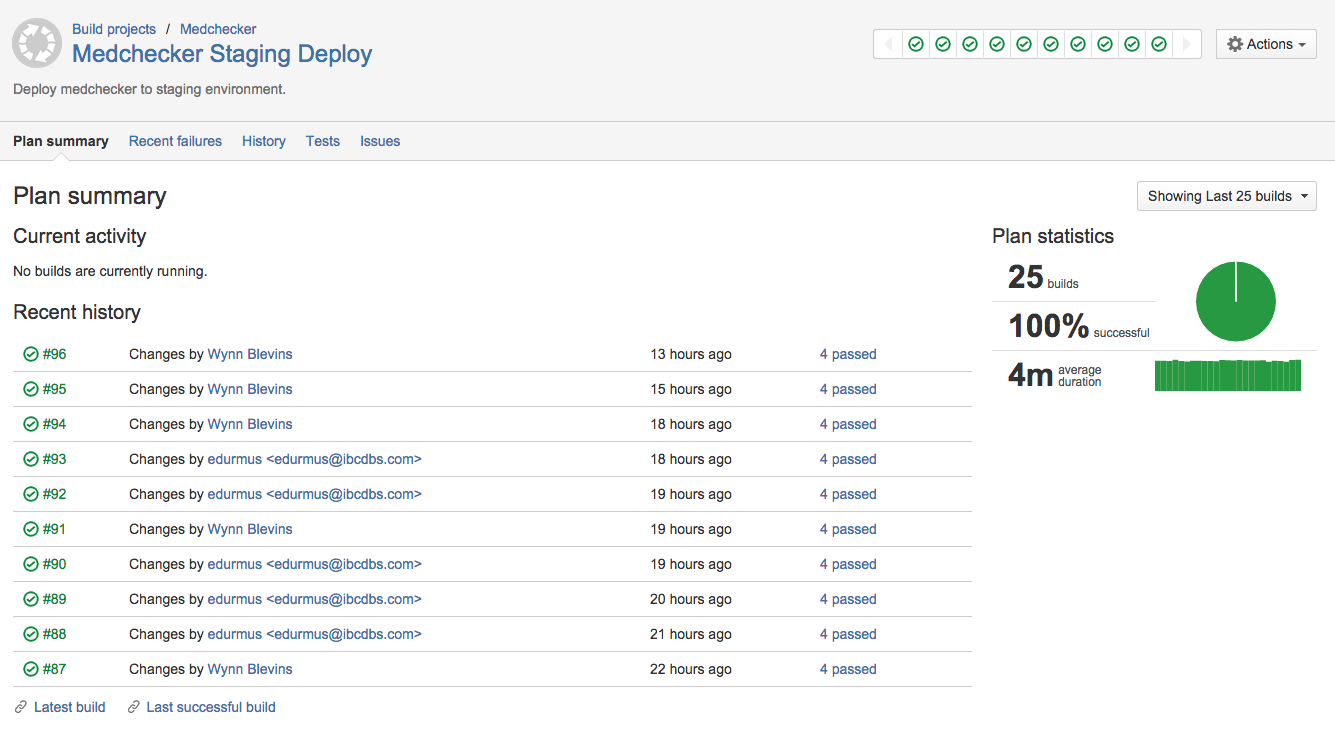 Build projects / Medchecker
Medchecker Staging Deploy
Actions
Deploy medchecker to staging environment.
Plan summary Recent failures History Tests Issues
Plan summary
Showing Last 25 builds
Current activity
No builds are currently running.
Recent history
#96 Changes by Wynn Blevins 13 hours ago 4 passed
#95 Changes by Wynn Blevins 15 hours ago 4 passed
#94 Changes by Wynn Blevins 18 hours ago 4 passed
#93 Changes by edurmus <edurmus@ibcdbs.com> 18 hours ago 4 passed
#92 Changes by edurmus <edurmus@ibcdbs.com> 19 hours ago 4 passed
#91 Changes by Wynn Blevins 19 hours ago 4 passed
#90 Changes by edurmus <edurmus@ibcdbs.com> 19 hours ago 4 passed
#89 Changes by edurmus <edurmus@ibcdbs.com> 20 hours ago 4 passed
#88 Changes by edurmus <edurmus@ibcdbs.com> 21 hours ago 4 passed
#87 Changes by Wynn Blevins 22 hours ago 4 passed
Latest build Last successful build
Plan statistics
25 builds
100% successful
4m average
duration